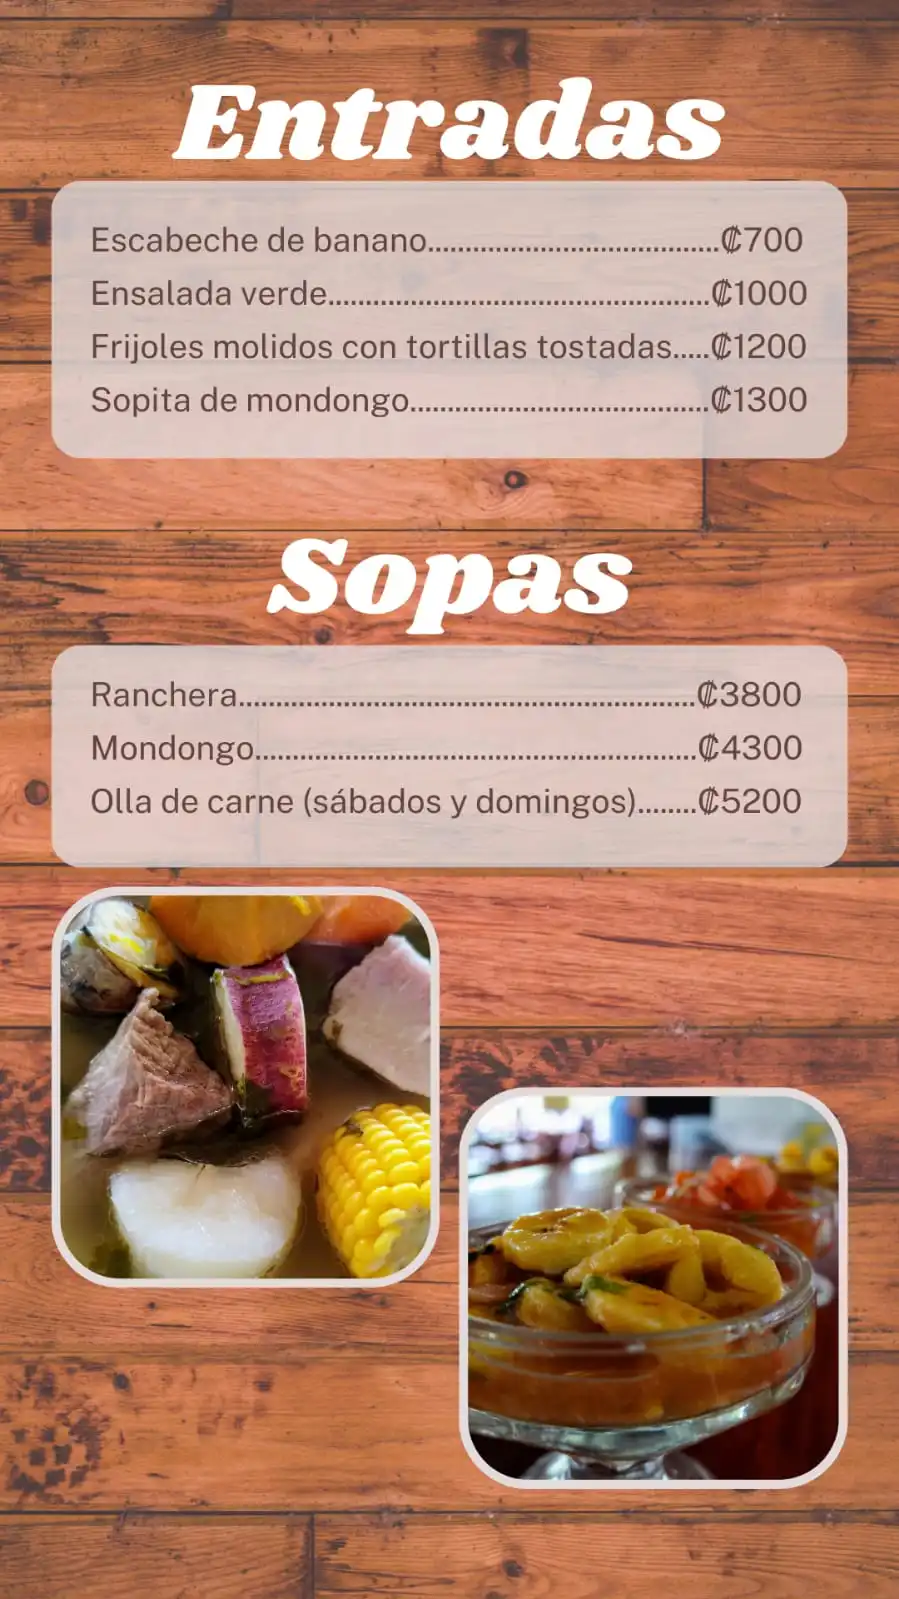 Entradas
Escabeche de banano.......................................₡700
Ensalada verde...................................................₡1000
Frijoles molidos con tortillas tostadas.....₡1200
Sopita de mondongo........................................₡1300
Sopas
Ranchera.............................................................₡3800
Mondongo...........................................................₡4300
Olla de carne (sábados y domingos)........₡5200